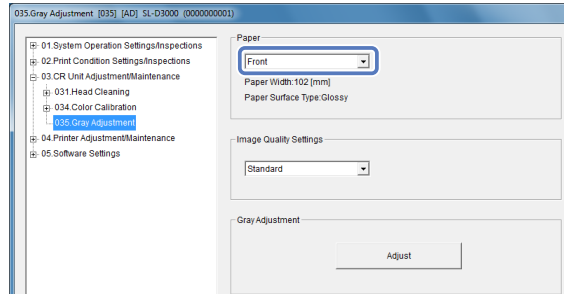 035.Gray Adjustment [035] [AD] SL-D3000 (0000000001)
01.System Operation Settings/Inspections
02.Print Condition Settings/Inspections
03.CR Unit Adjustment/Maintenance
031.Head Cleaning
034.Color Calibration
035.Gray Adjustment
04.Printer Adjustment/Maintenance
05.Software Settings
Paper
Front
Paper Width:102 [mm]
Paper Surface Type:Glossy
Image Quality Settings
Standard
Gray Adjustment
Adjust